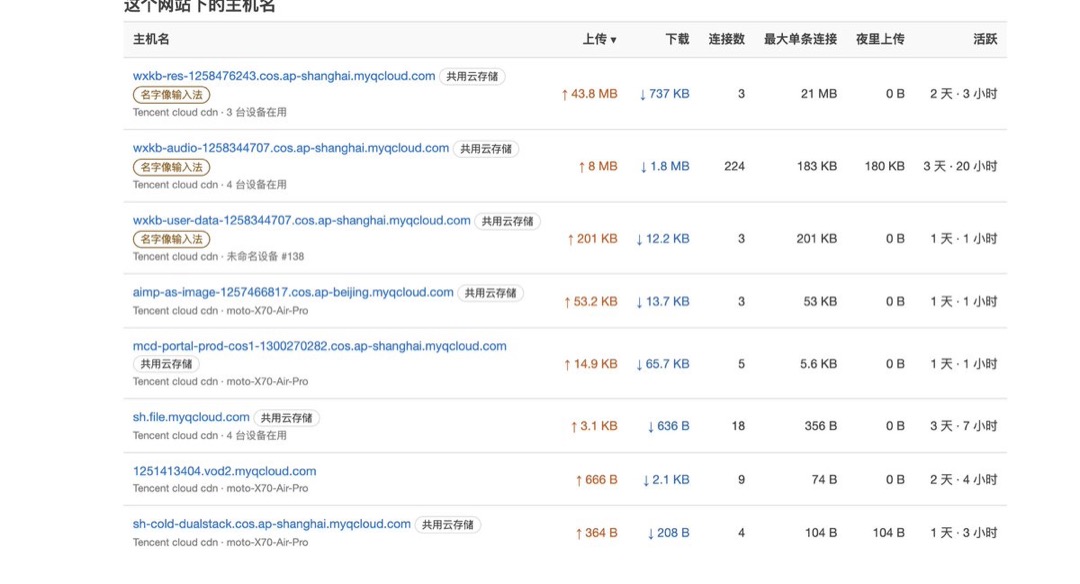 这个网站下的主机名
主机名 上传 ▾ 下载 连接数 最大单条连接 夜里上传 活跃
wxkb-res-1258476243.cos.ap-shanghai.myqcloud.com 共用云存储
名字像输入法
Tencent cloud cdn · 3 台设备在用
↑ 43.8 MB ↓ 737 KB 3 21 MB 0 B 2 天 · 3 小时
wxkb-audio-1258344707.cos.ap-shanghai.myqcloud.com 共用云存储
名字像输入法
Tencent cloud cdn · 4 台设备在用
↑ 8 MB ↓ 1.8 MB 224 183 KB 180 KB 3 天 · 20 小时
wxkb-user-data-1258344707.cos.ap-shanghai.myqcloud.com 共用云存储
名字像输入法
Tencent cloud cdn · 未命名设备 #138
↑ 201 KB ↓ 12.2 KB 3 201 KB 0 B 1 天 · 1 小时
aimp-as-image-1257466817.cos.ap-beijing.myqcloud.com 共用云存储
Tencent cloud cdn · moto-X70-Air-Pro
↑ 53.2 KB ↓ 13.7 KB 3 53 KB 0 B 1 天 · 1 小时
mcd-portal-prod-cos1-1300270282.cos.ap-shanghai.myqcloud.com
共用云存储
Tencent cloud cdn · moto-X70-Air-Pro
↑ 14.9 KB ↓ 65.7 KB 5 5.6 KB 0 B 1 天 · 1 小时
sh.file.myqcloud.com 共用云存储
Tencent cloud cdn · 4 台设备在用
↑ 3.1 KB ↓ 636 B 18 356 B 0 B 3 天 · 7 小时
1251413404.vod2.myqcloud.com
Tencent cloud cdn · moto-X70-Air-Pro
↑ 666 B ↓ 2.1 KB 9 74 B 0 B 2 天 · 4 小时
sh-cold-dualstack.cos.ap-shanghai.myqcloud.com 共用云存储
Tencent cloud cdn · moto-X70-Air-Pro
↑ 364 B ↓ 208 B 4 104 B 104 B 1 天 · 3 小时